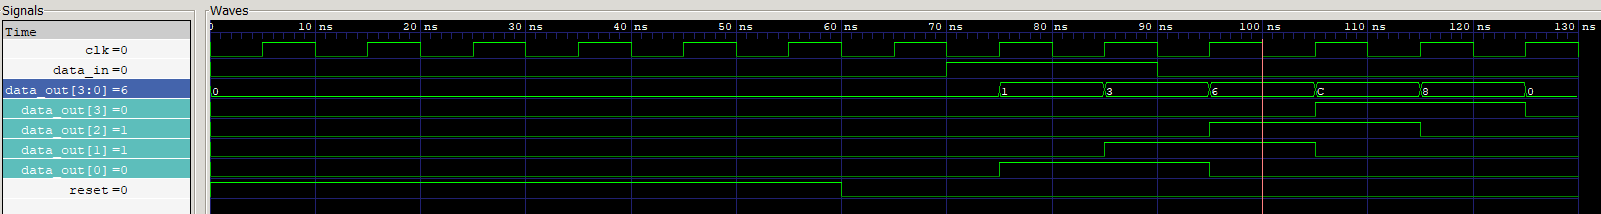 Signals
Waves
Time
0 10 ns 20 ns 30 ns 40 ns 50 ns 60 ns 70 ns 80 ns 90 ns 100 ns 110 ns 120 ns 130 ns
clk=0
data_in=0
data_out[3:0]=6
0 1 3 6 C 8 0
data_out[3]=0
data_out[2]=1
data_out[1]=1
data_out[0]=0
reset=0